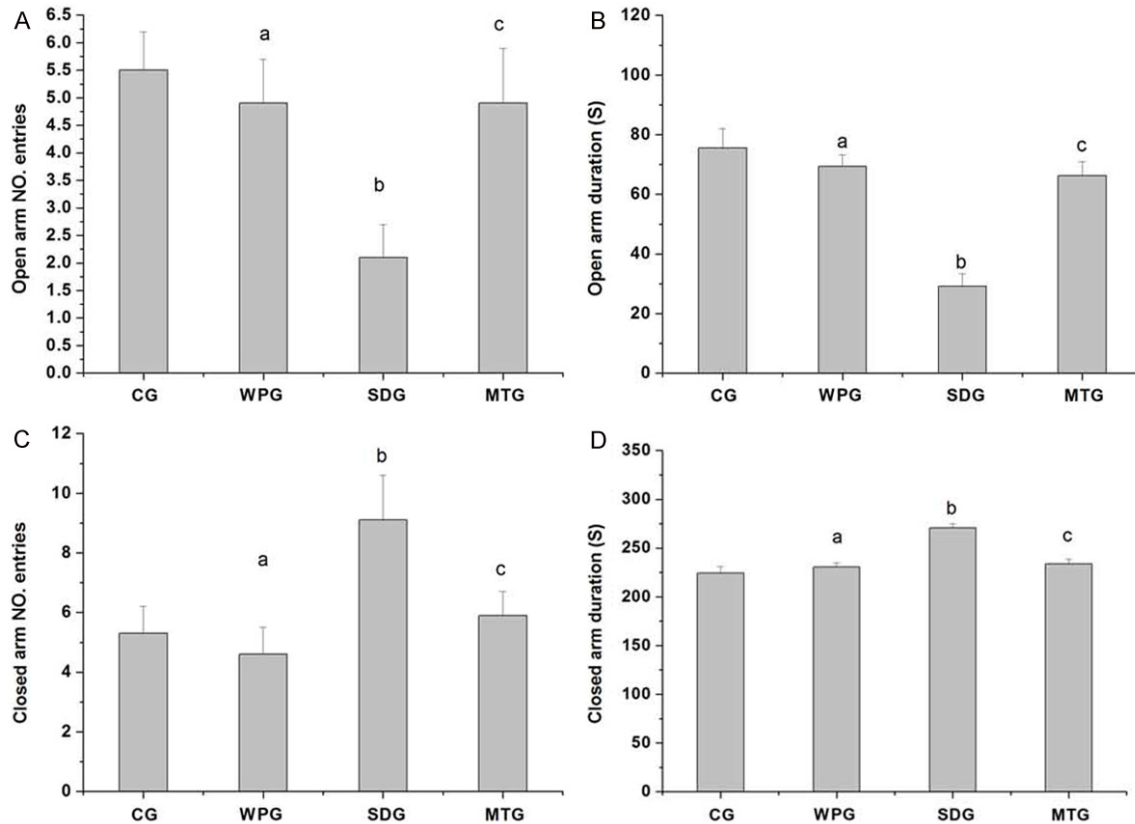 A
Open arm NO. entries
6.5
6.0
5.5
5.0
4.5
4.0
3.5
3.0
2.5
2.0
1.5
1.0
0.5
0.0
a
b
c
CG WPG SDG MTG
B
Open arm duration (S)
120
100
80
60
40
20
0
a
b
c
CG WPG SDG MTG
C
Closed arm NO. entries
12
10
8
6
4
2
0
a
b
c
CG WPG SDG MTG
D
Closed arm duration (S)
350
300
250
200
150
100
50
0
a
b
c
CG WPG SDG MTG